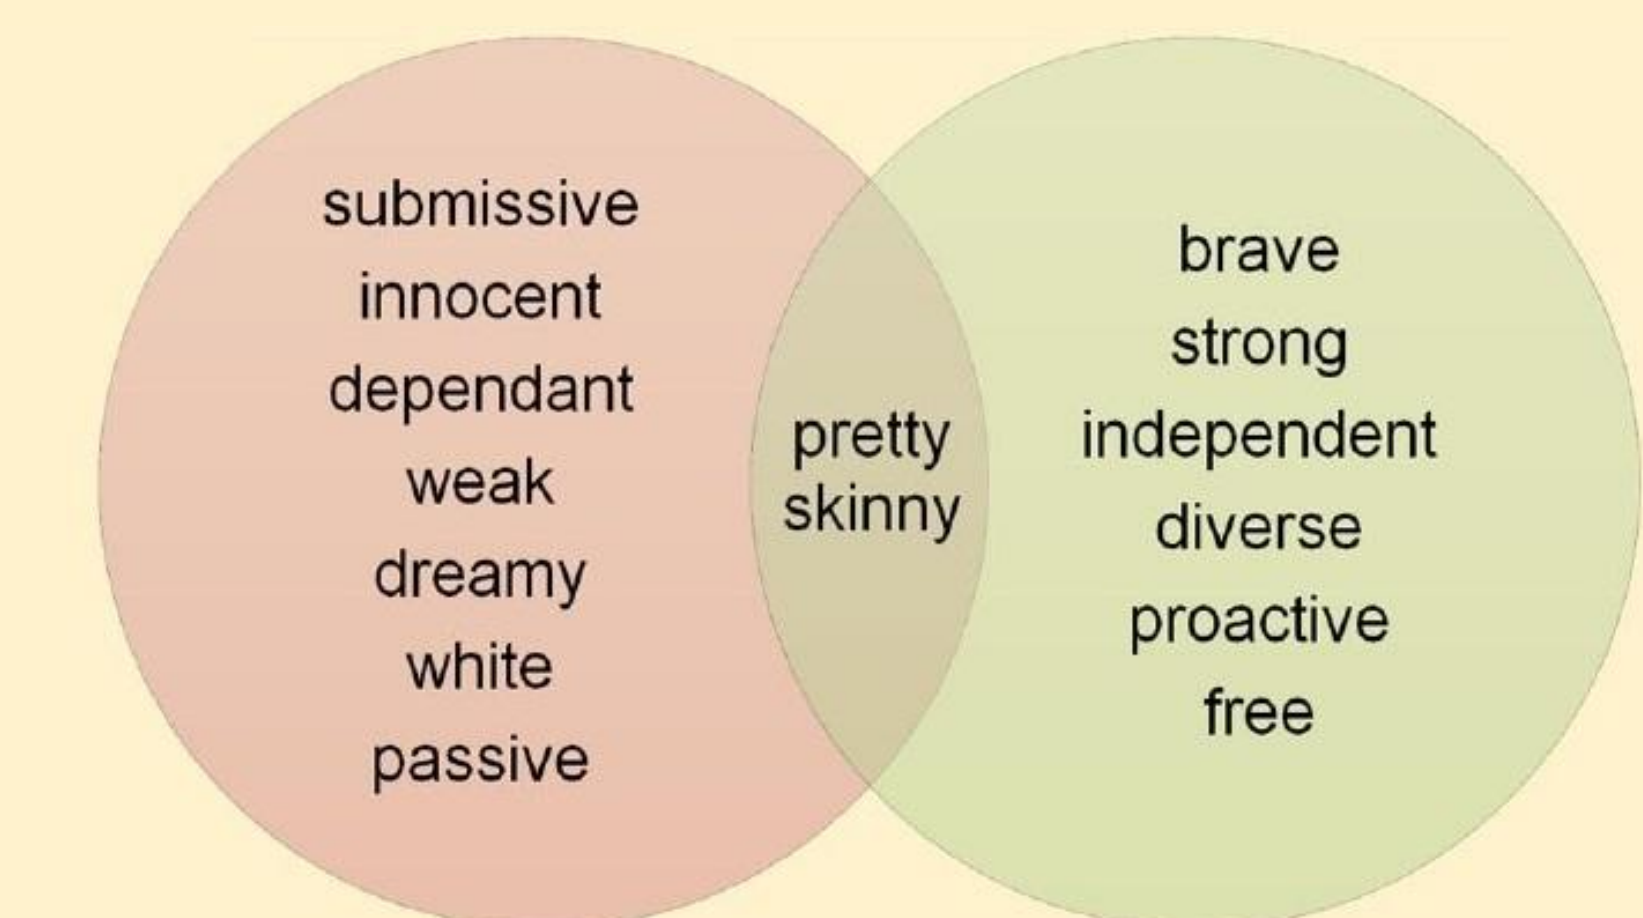 submissive
innocent
dependant
weak
dreamy
white
passive
pretty
skinny
brave
strong
independent
diverse
proactive
free